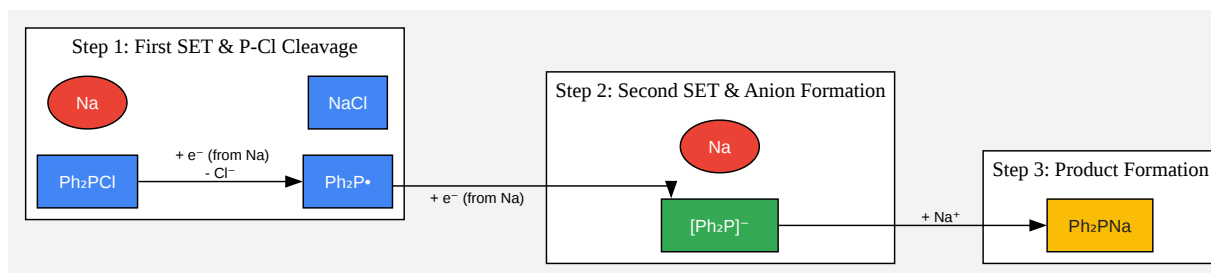 Step 1: First SET & P-Cl Cleavage
Na
NaCl
Ph₂PCl
+ e⁻ (from Na)
- Cl⁻
Ph₂P•
+ e⁻ (from Na)
Step 2: Second SET & Anion Formation
Na
[Ph₂P]⁻
+ Na⁺
Step 3: Product Formation
Ph₂PNa